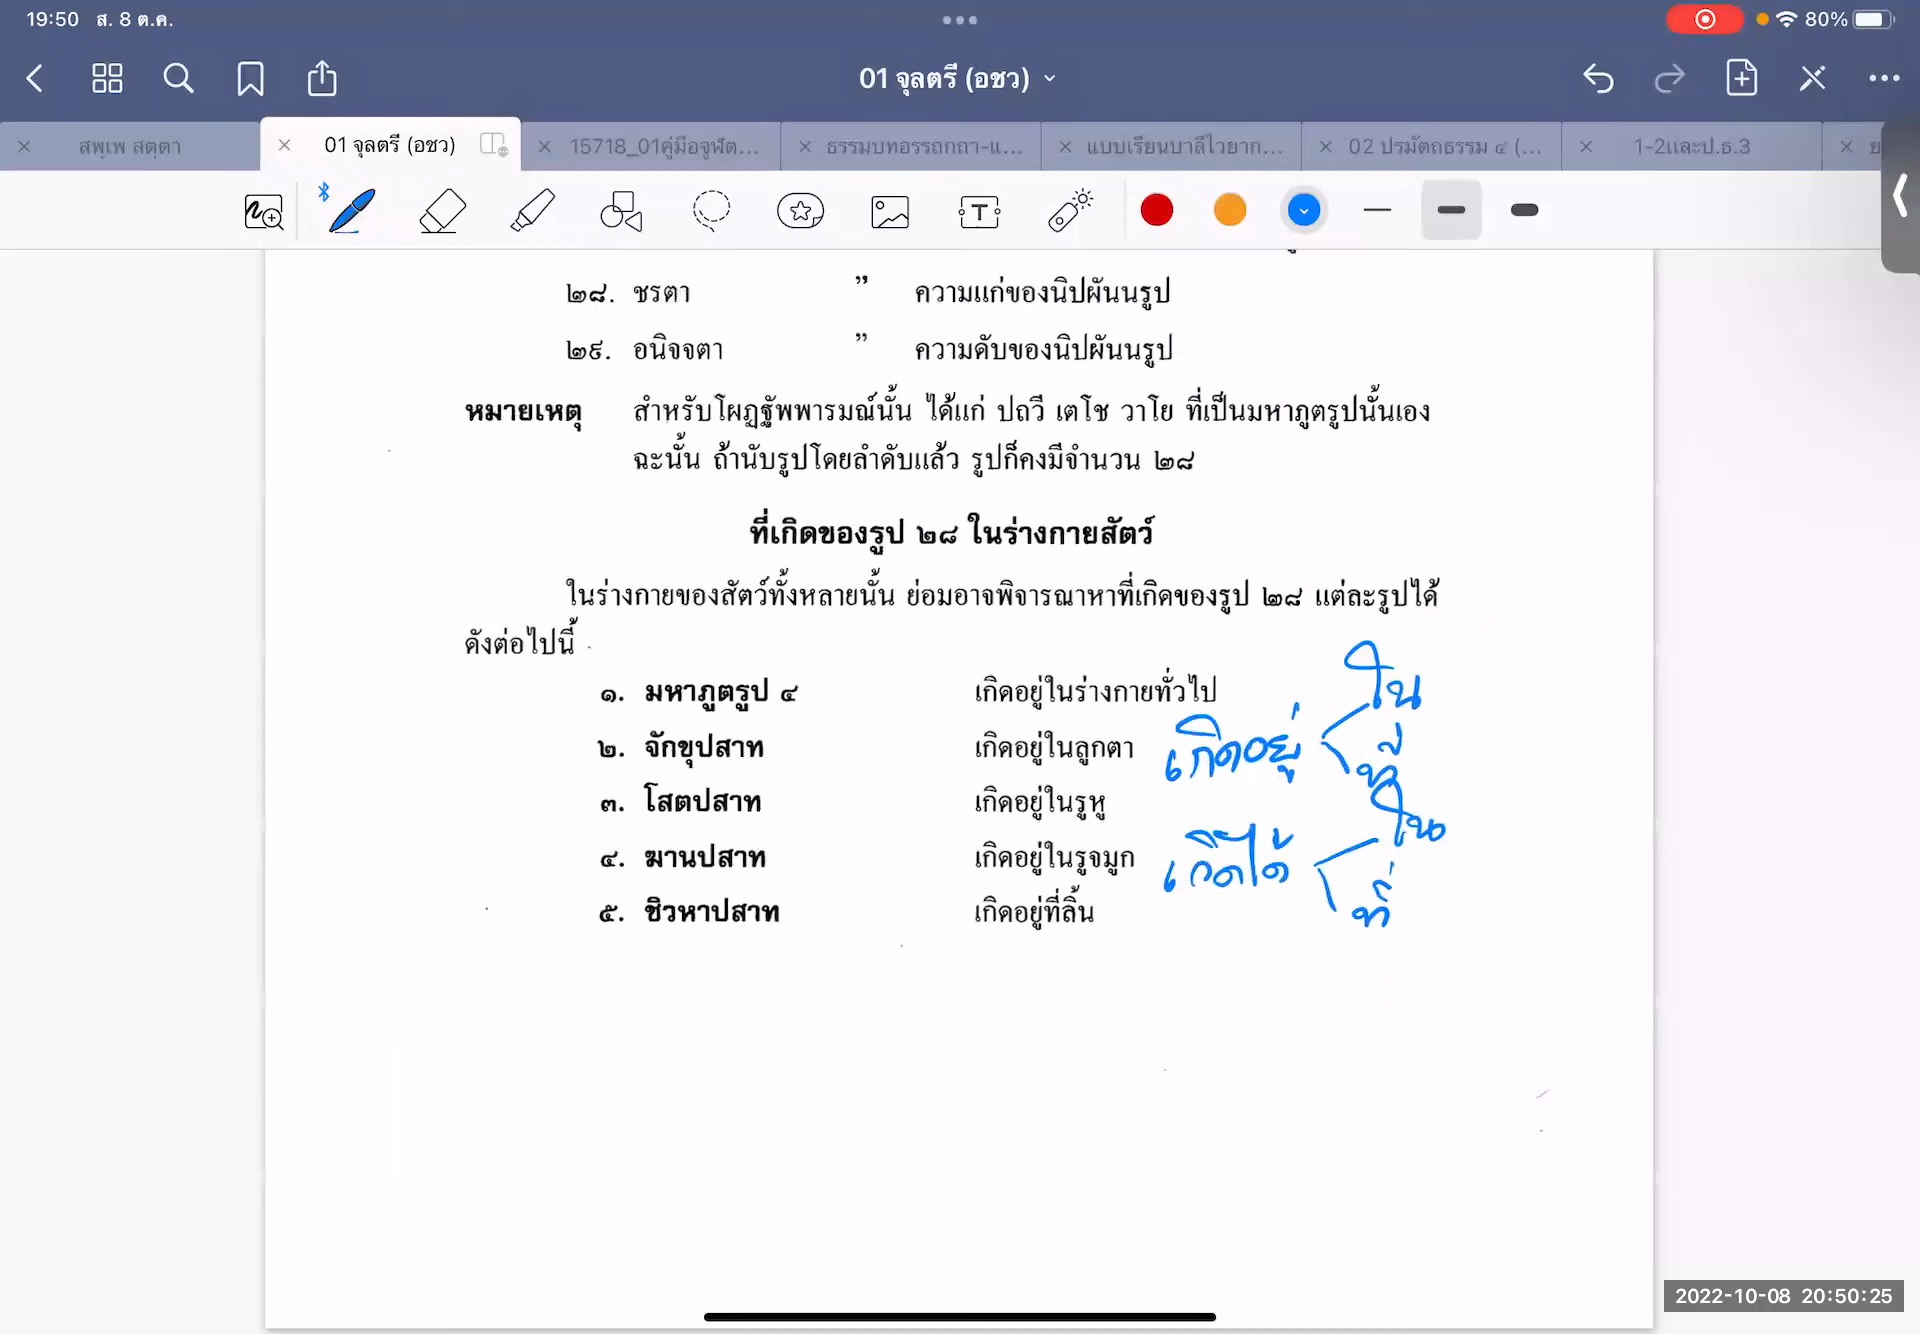 19:50 ส. 8 ต.ค.
80%
01 จุลตรี (อชว)
สพฺเพ สตฺตา
01 จุลตรี (อชว)
15718_01คู่มือจูฬัต...
ธรรมบทอรรถกถา-แ...
แบบเรียนบาลีไวยาก...
02 ปรมัตถธรรม ๔ (...
1-2และป.ธ.3
๒๘. ชรตา ” ความแก่ของนิปผันนรูป
๒๙. อนิจจตา ” ความดับของนิปผันนรูป
หมายเหตุ สำหรับโผฏฐัพพารมณ์นั้น ได้แก่ ปถวี เตโช วาโย ที่เป็นมหาภูตรูปนั้นเอง
ฉะนั้น ถ้านับรูปโดยลำดับแล้ว รูปก็คงมีจำนวน ๒๘
ที่เกิดของรูป ๒๘ ในร่างกายสัตว์
ในร่างกายของสัตว์ทั้งหลายนั้น ย่อมอาจพิจารณาหาที่เกิดของรูป ๒๘ แต่ละรูปได้
ดังต่อไปนี้
๑. มหาภูตรูป ๔ เกิดอยู่ในร่างกายทั่วไป
ใน
๒. จักขุปสาท เกิดอยู่ในลูกตา เกิดอยู่
ที่
๓. โสตปสาท เกิดอยู่ในรูหู
ใน
๔. ฆานปสาท เกิดอยู่ในรูจมูก เกิดได้
ที่
๕. ชิวหาปสาท เกิดอยู่ที่ลิ้น
2022-10-08 20:50:25